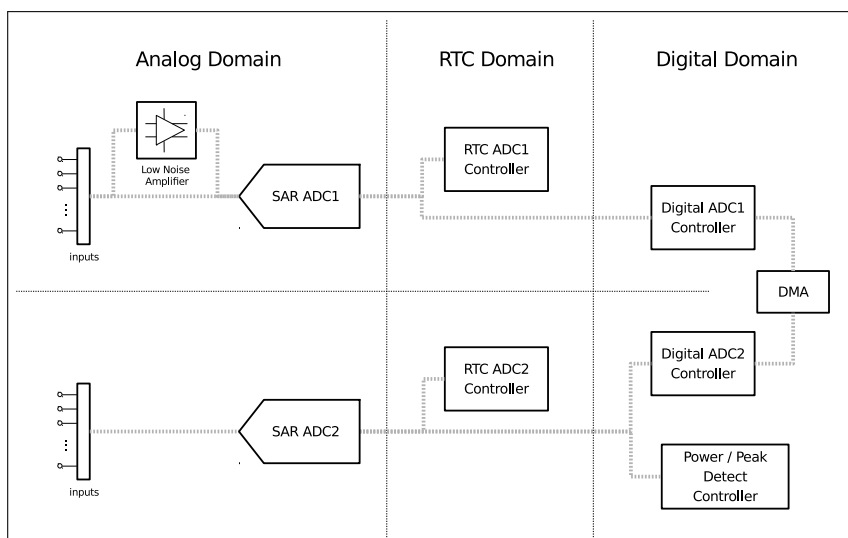 Analog Domain
RTC Domain
Digital Domain
Low Noise
Amplifier
RTC ADC1
Controller
SAR ADC1
Digital ADC1
Controller
inputs
DMA
RTC ADC2
Controller
Digital ADC2
Controller
SAR ADC2
Power / Peak
Detect
Controller
inputs